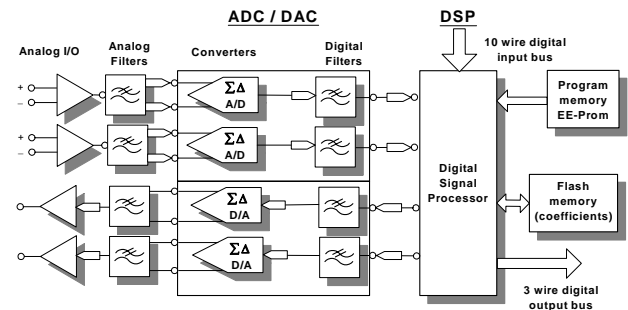 ADC / DAC
DSP
Analog I/O
Analog
Filters
Converters
Digital
Filters
10 wire digital
input bus
+
–
ΣΔ
A/D
Program
memory
EE-Prom
+
–
ΣΔ
A/D
Digital
Signal
Processor
ΣΔ
D/A
Flash
memory
(coefficients)
ΣΔ
D/A
3 wire digital
output bus